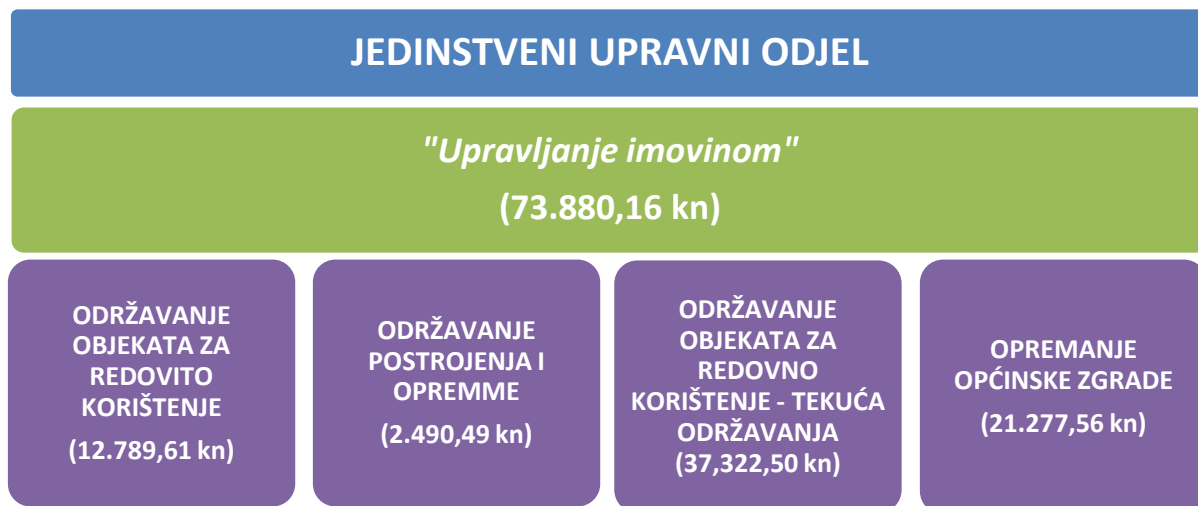 JEDINSTVENI UPRAVNI ODJEL
"Upravljanje imovinom"
(73.880,16 kn)
ODRŽAVANJE
OBJEKATA ZA
REDOVITO
KORIŠTENJE
(12.789,61 kn)
ODRŽAVANJE
POSTROJENJA I
OPREMME
(2.490,49 kn)
ODRŽAVANJE
OBJEKATA ZA
REDOVNO
KORIŠTENJE - TEKUĆA
ODRŽAVANJA
(37,322,50 kn)
OPREMANJE
OPĆINSKE ZGRADE
(21.277,56 kn)